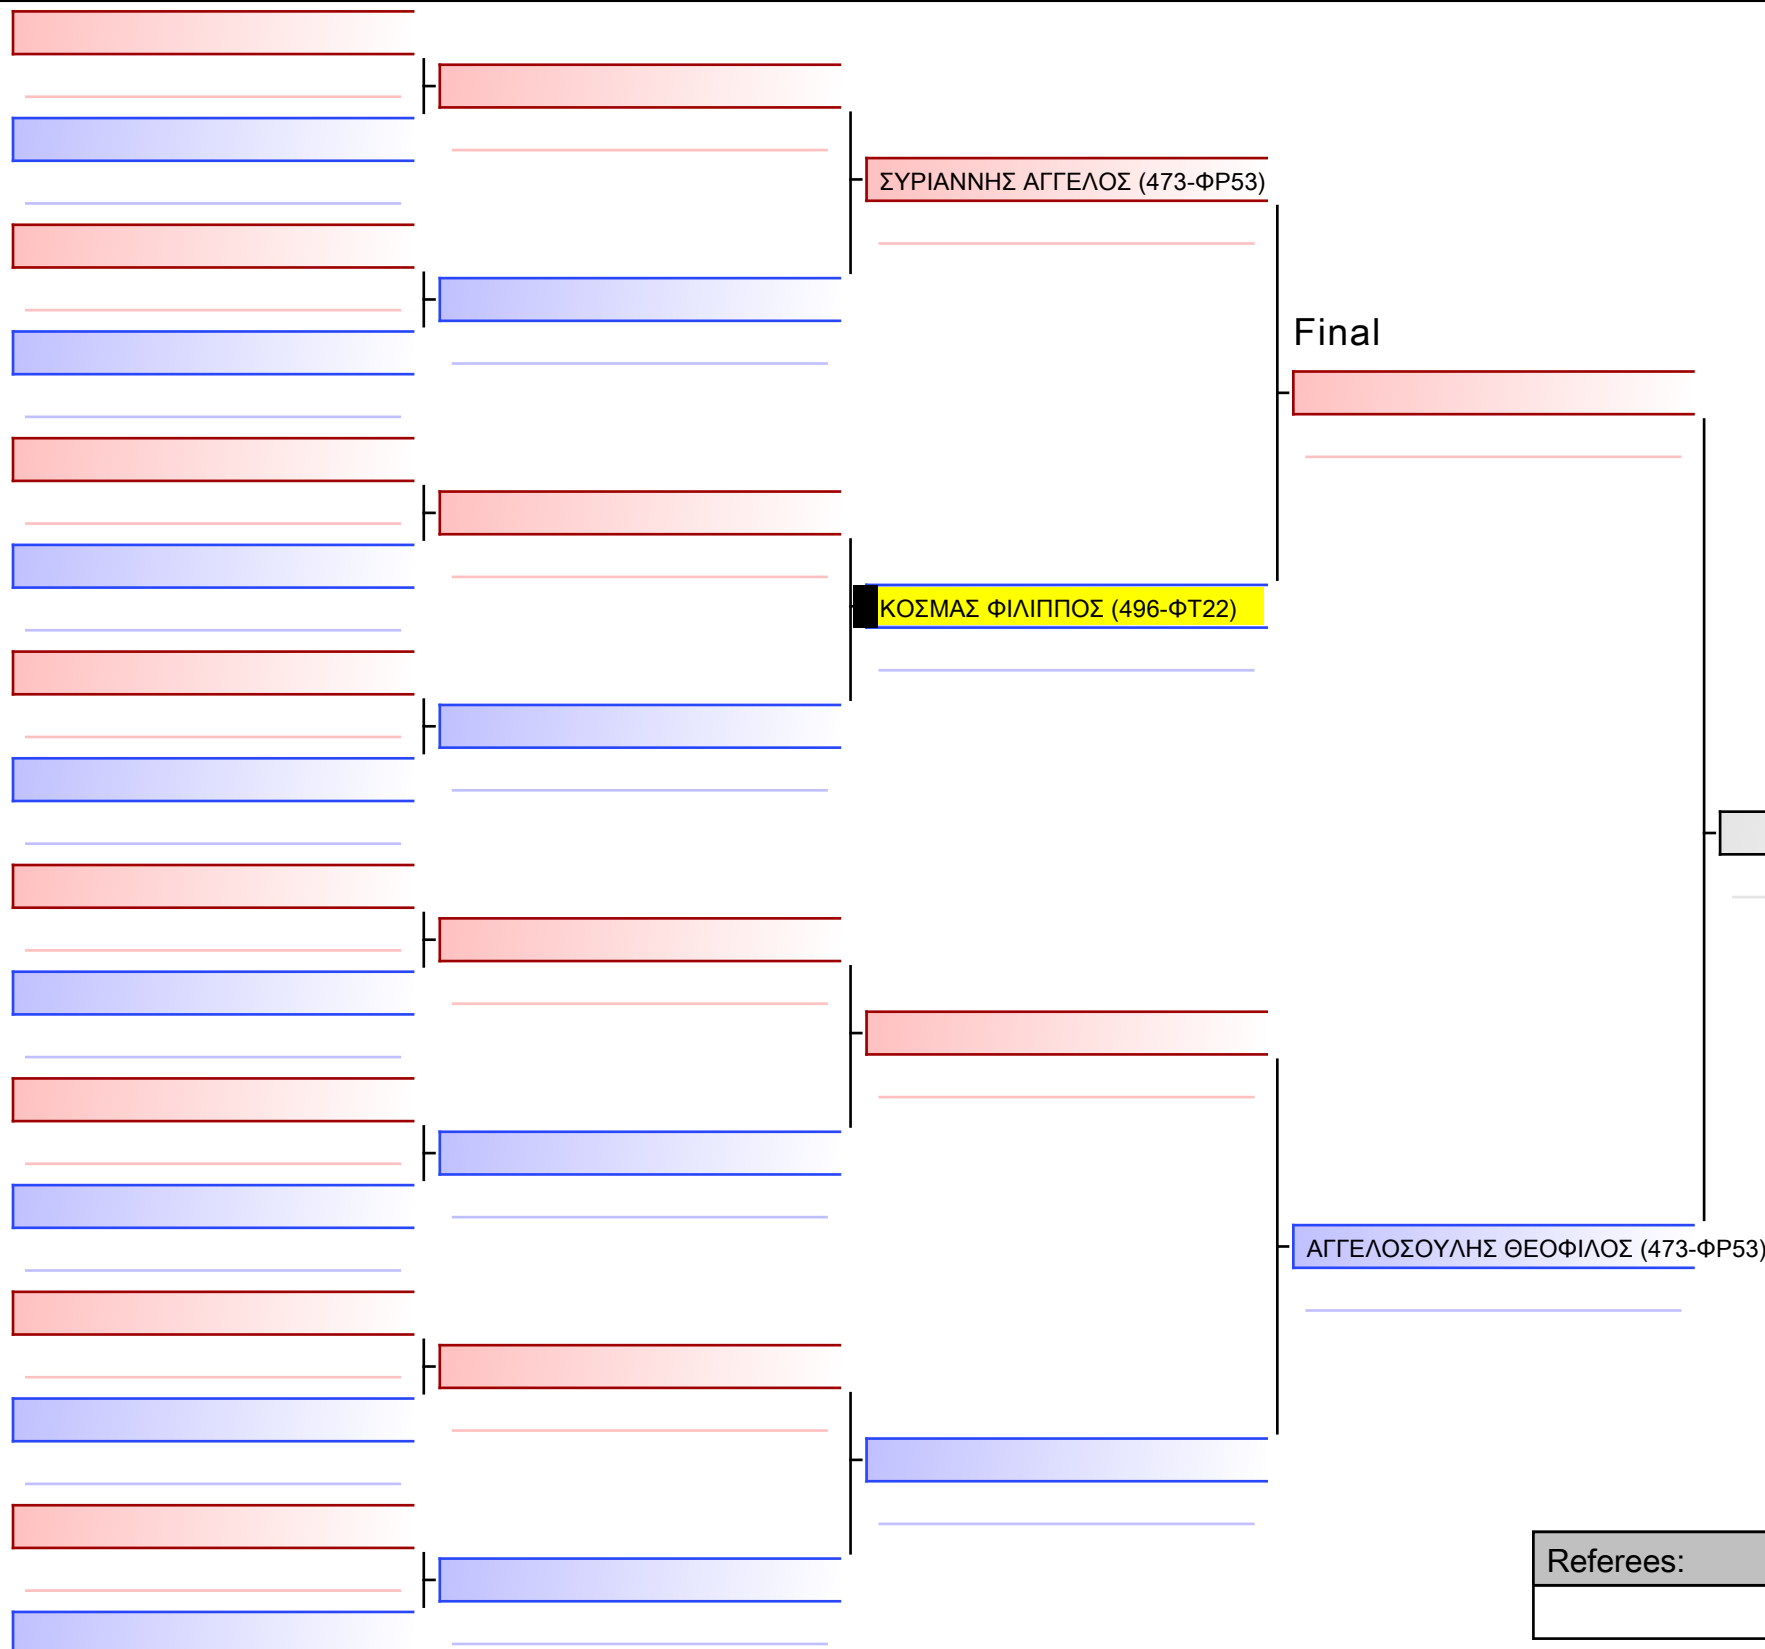 ΣΥΡΙΑΝΝΗΣ ΑΓΓΕΛΟΣ (473-ΦΡ53)
Final
ΚΟΣΜΑΣ ΦΙΛΙΠΠΟΣ (496-ΦΤ22)
ΑΓΓΕΛΟΣΟΥΛΗΣ ΘΕΟΦΙΛΟΣ (473-ΦΡ53)
Referees: